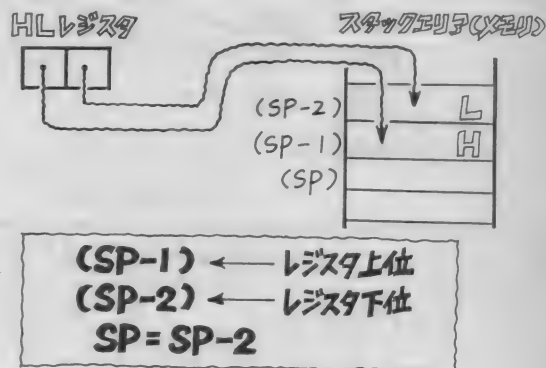 HLレジスタ
スタックエリア(メモリ)
(SP-2)
L
(SP-1)
H
(SP)
(SP-1) ← レジスタ上位
(SP-2) ← レジスタ下位
SP = SP-2